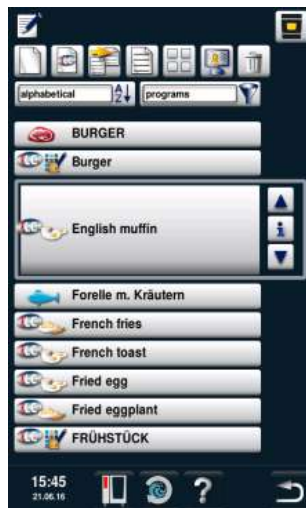 alphabetical
A
Z
programs
BURGER
Burger
English muffin
i
Forelle m. Kräutern
French fries
French toast
Fried egg
Fried eggplant
FRÜHSTÜCK
15:45
21.06.16
?